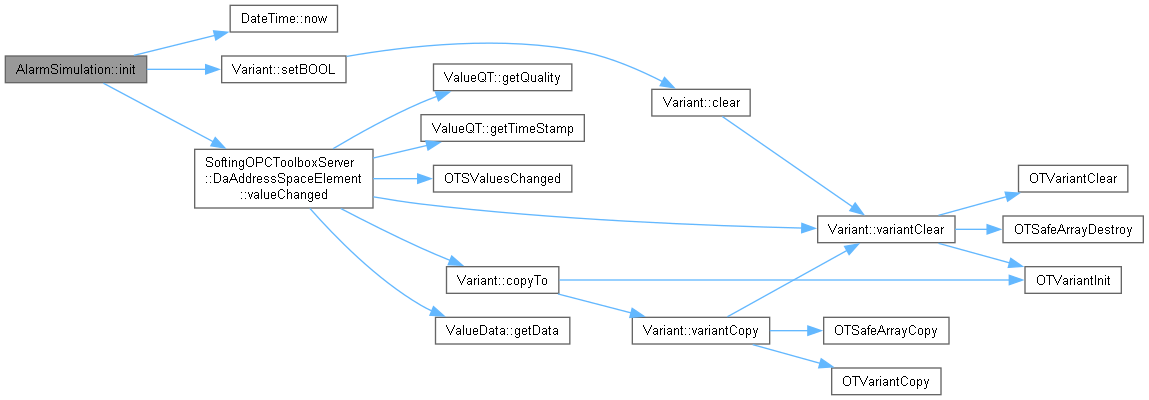 DateTime::now
AlarmSimulation::init
Variant::setBOOL
ValueQT::getQuality
Variant::clear
ValueQT::getTimeStamp
SoftingOPCToolboxServer
::DaAddressSpaceElement
::valueChanged
OTSValuesChanged
OTVariantClear
Variant::variantClear
OTSafeArrayDestroy
Variant::copyTo
OTVariantInit
ValueData::getData
Variant::variantCopy
OTSafeArrayCopy
OTVariantCopy